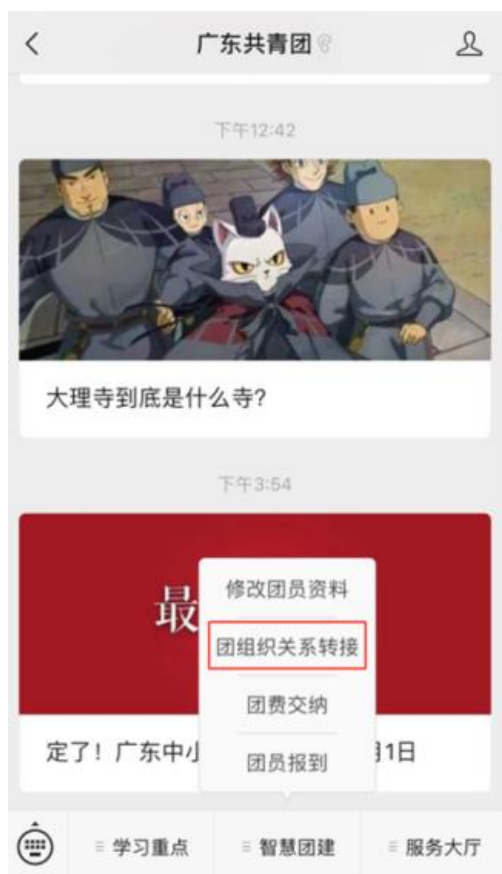 广东共青团
下午12:42
大理寺到底是什么寺?
下午3:54
最
修改团员资料
团组织关系转接
团费交纳
团员报到
定了!广东中小
月1日
学习重点
智慧团建
服务大厅